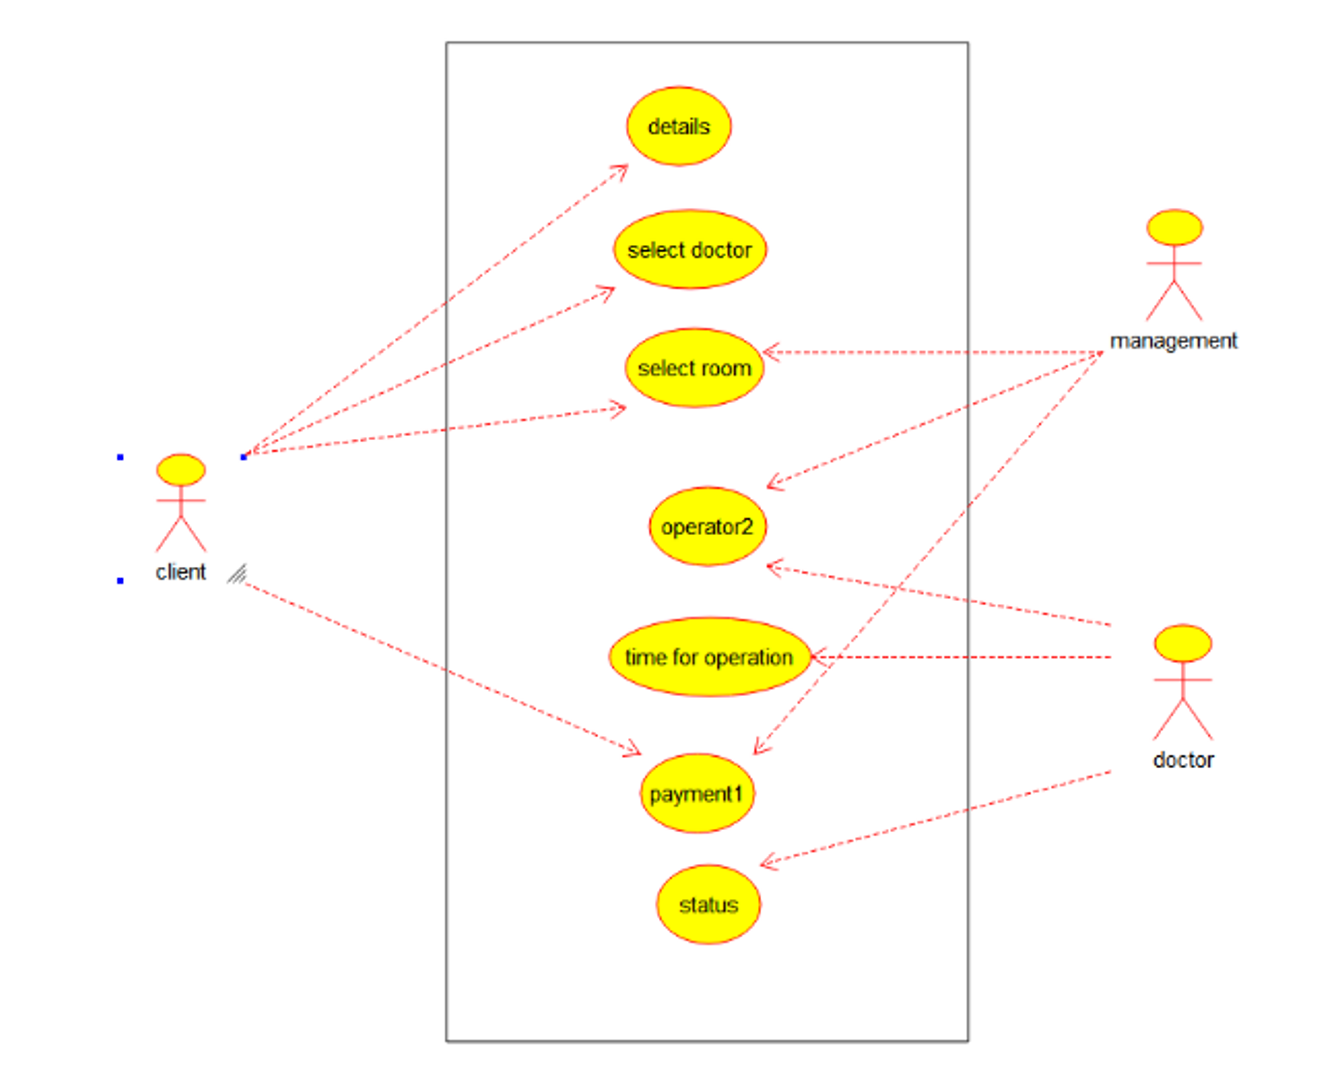 details
select doctor
select room
management
operator2
client
time for operation
doctor
payment1
status